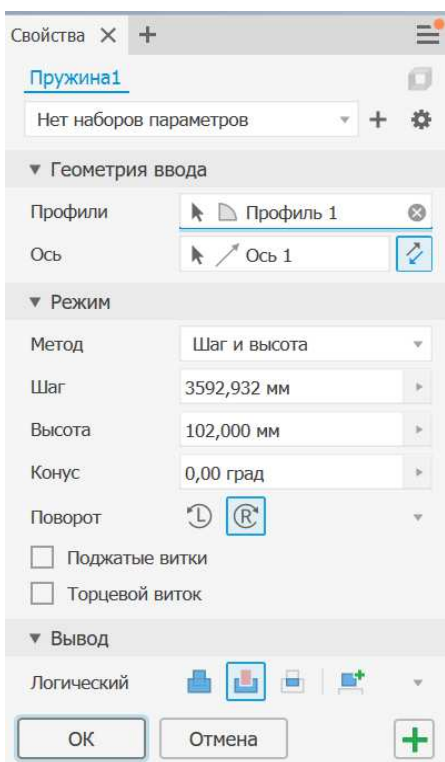 Свойства
Пружина1
Нет наборов параметров
Геометрия ввода
Профили Профиль 1
Ось Ось 1
Режим
Метод Шаг и высота
Шаг 3592,932 мм
Высота 102,000 мм
Конус 0,00 град
Поворот L R
Поджатые витки
Торцевой виток
Вывод
Логический
ОК Отмена